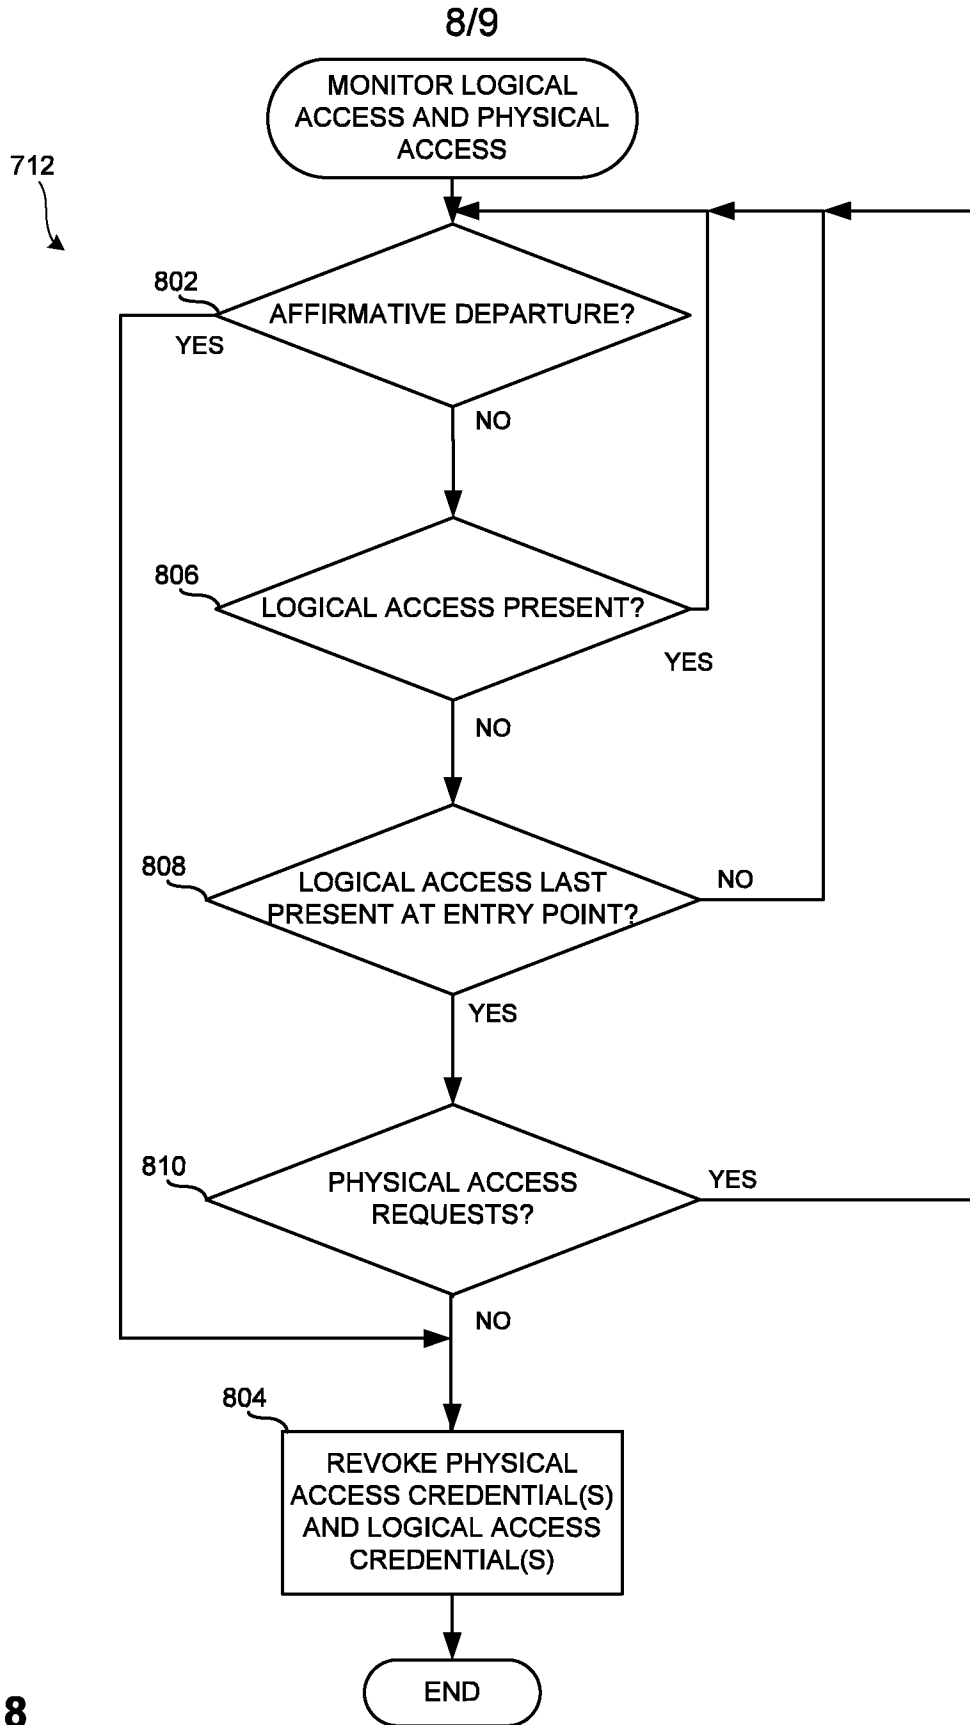 8/9
MONITOR LOGICAL
ACCESS AND PHYSICAL
ACCESS
712
802
AFFIRMATIVE DEPARTURE?
YES
NO
806
LOGICAL ACCESS PRESENT?
YES
NO
808
LOGICAL ACCESS LAST
PRESENT AT ENTRY POINT?
NO
YES
810
PHYSICAL ACCESS
REQUESTS?
YES
NO
804
REVOKE PHYSICAL
ACCESS CREDENTIAL(S)
AND LOGICAL ACCESS
CREDENTIAL(S)
END
8